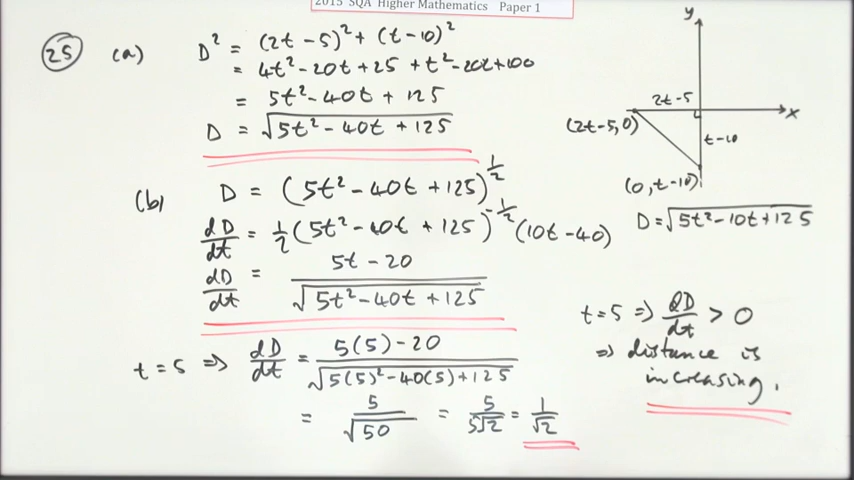 2015 SQA Higher Mathematics Paper 1
25 (a) D² = (2t - 5)² + (t - 10)²
= 4t² - 20t + 25 + t² - 20t + 100
= 5t² - 40t + 125
D = √(5t² - 40t + 125)
(b) D = (5t² - 40t + 125)^(1/2)
dD/dt = 1/2 (5t² - 40t + 125)^(-1/2) (10t - 40)
dD/dt = (5t - 20)/√(5t² - 40t + 125)
t = 5 ⇒ dD/dt = (5(5) - 20)/√(5(5)² - 40(5) + 125)
= 5/√50 = 5/5√2 = 1/√2
y
2t-5
x
(2t-5, 0)
t-10
(0, t-10)
D = √(5t² - 10t + 125)
t = 5 ⇒ dD/dt > 0
⇒ distance is
increasing.